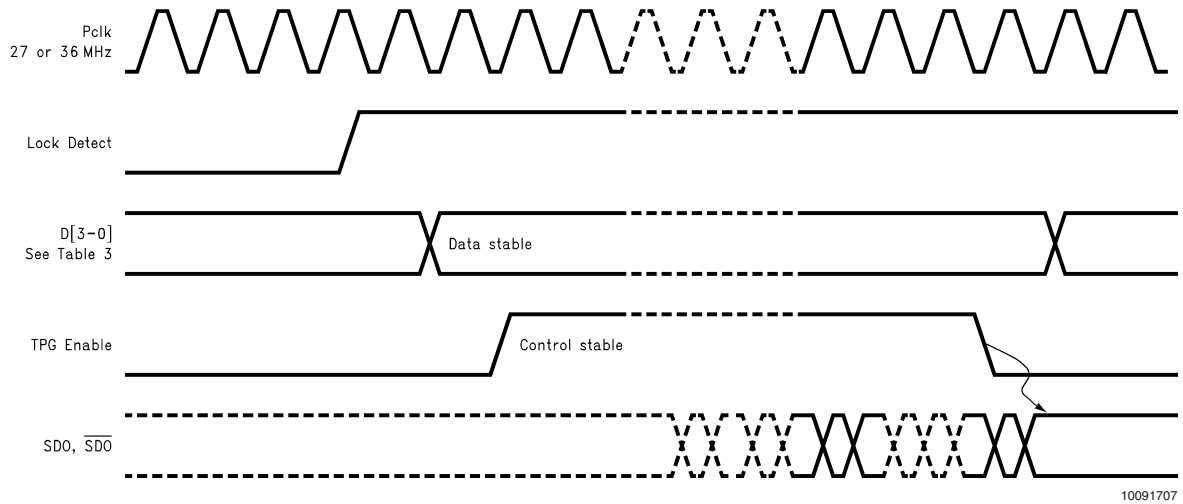 Pclk
27 or 36 MHz
Lock Detect
D[3-0]
See Table 3
Data stable
TPG Enable
Control stable
SDO, S̅D̅O̅
10091707